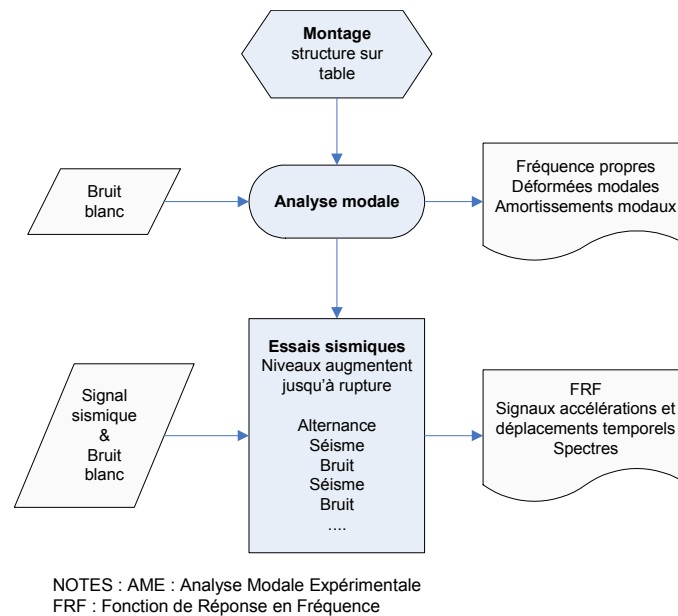 Montage
structure sur
table
Bruit
blanc
Analyse modale
Fréquence propres
Déformées modales
Amortissements modaux
Signal
sismique
&
Bruit
blanc
Essais sismiques
Niveaux augmentent
jusqu'à rupture
Alternance
Séisme
Bruit
Séisme
Bruit
....
FRF
Signaux accélérations et
déplacements temporels
Spectres
NOTES : AME : Analyse Modale Expérimentale
FRF : Fonction de Réponse en Fréquence